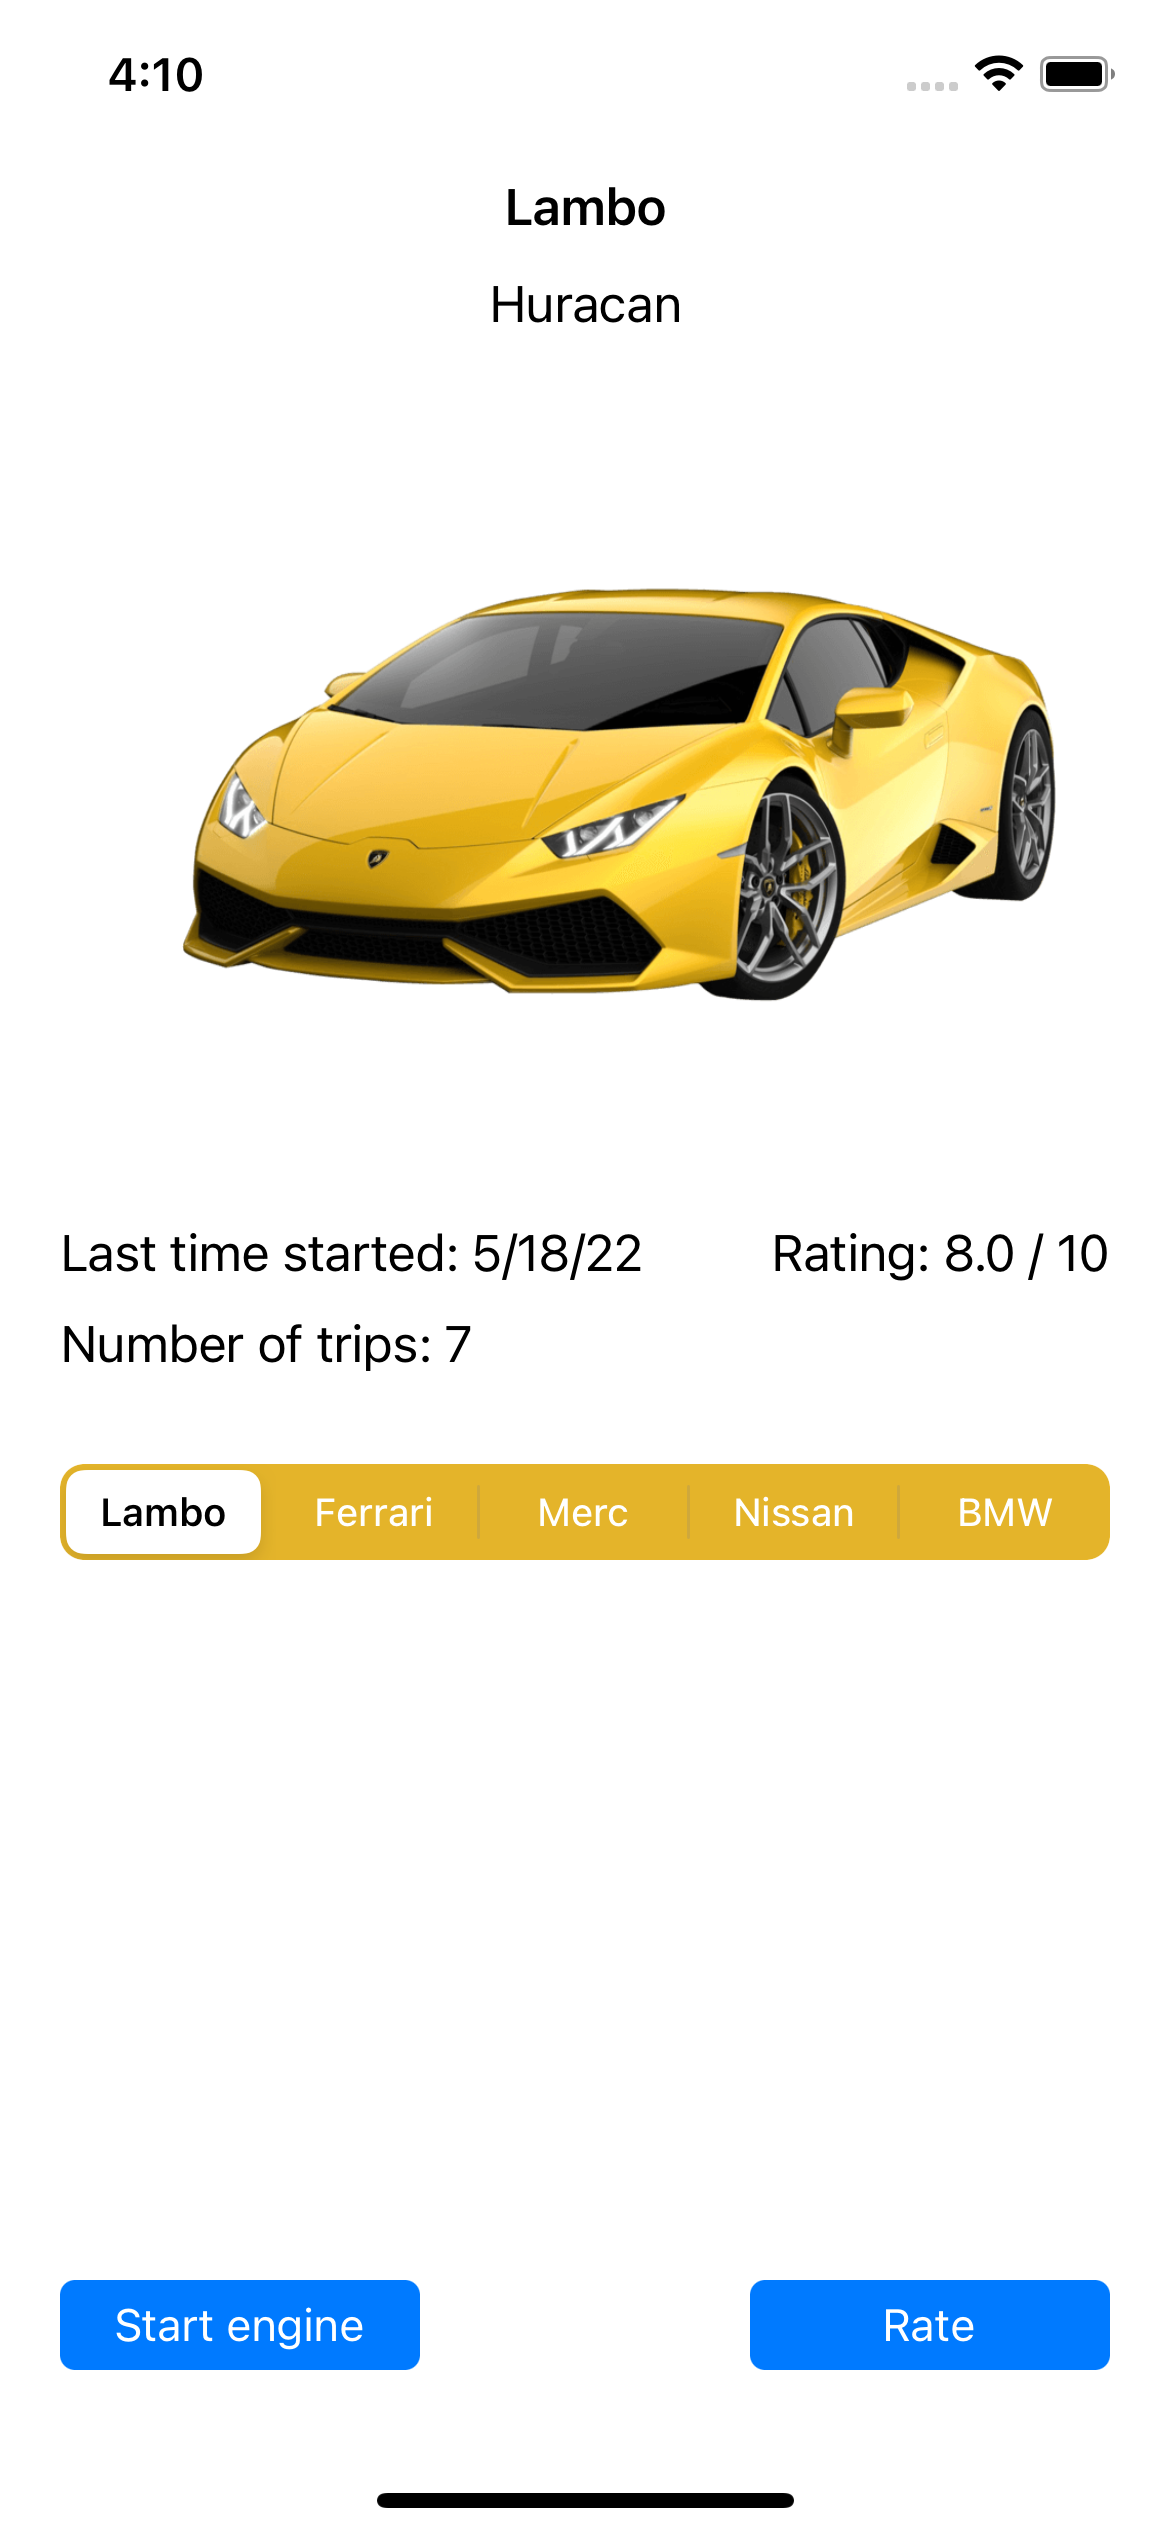 4:10
Lambo
Huracan
Last time started: 5/18/22 Rating: 8.0 / 10
Number of trips: 7
Lambo Ferrari Merc Nissan BMW
Start engine Rate